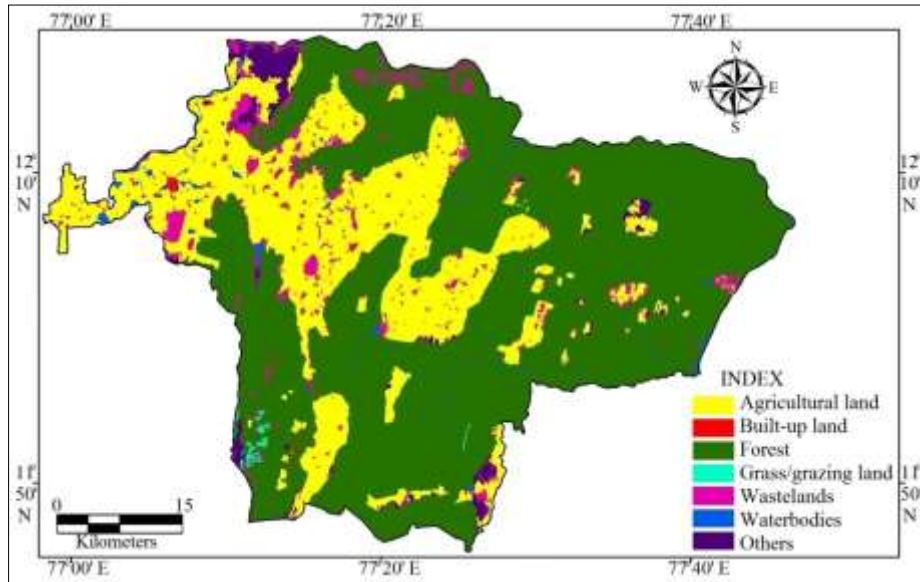 77°00' E 77°20' E 77°40' E
N
W E
S
12°
10'
N
12°
10'
N
INDEX
Agricultural land
Built-up land
Forest
Grass/grazing land
Wastelands
Waterbodies
Others
11°
50'
N
11°
50'
N
0 15
Kilometers
77°00' E 77°20' E 77°40' E